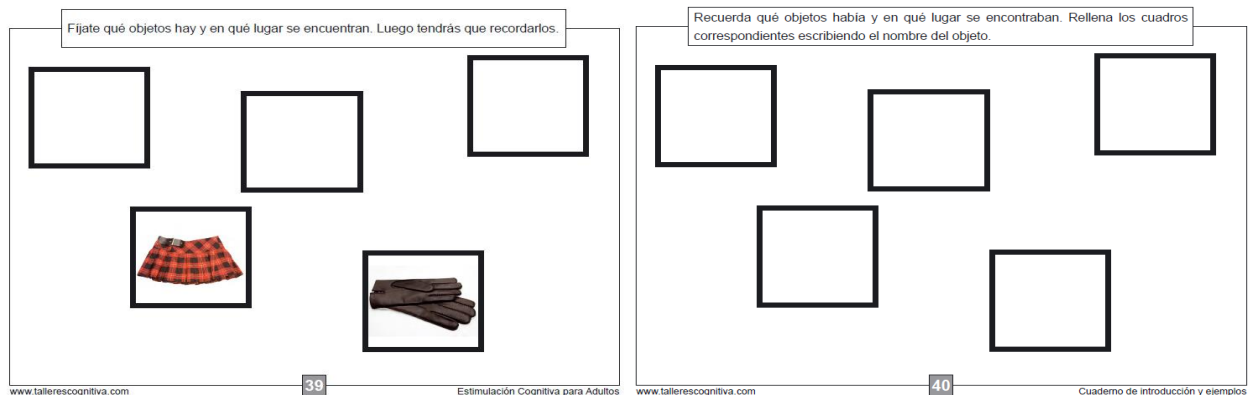 Fíjate qué objetos hay y en qué lugar se encuentran. Luego tendrás que recordarlos.
www.tallerescognitiva.com
39
Estimulación Cognitiva para Adultos
Recuerda qué objetos había y en qué lugar se encontraban. Rellena los cuadros
correspondientes escribiendo el nombre del objeto.
www.tallerescognitiva.com
40
Cuaderno de introducción y ejemplos